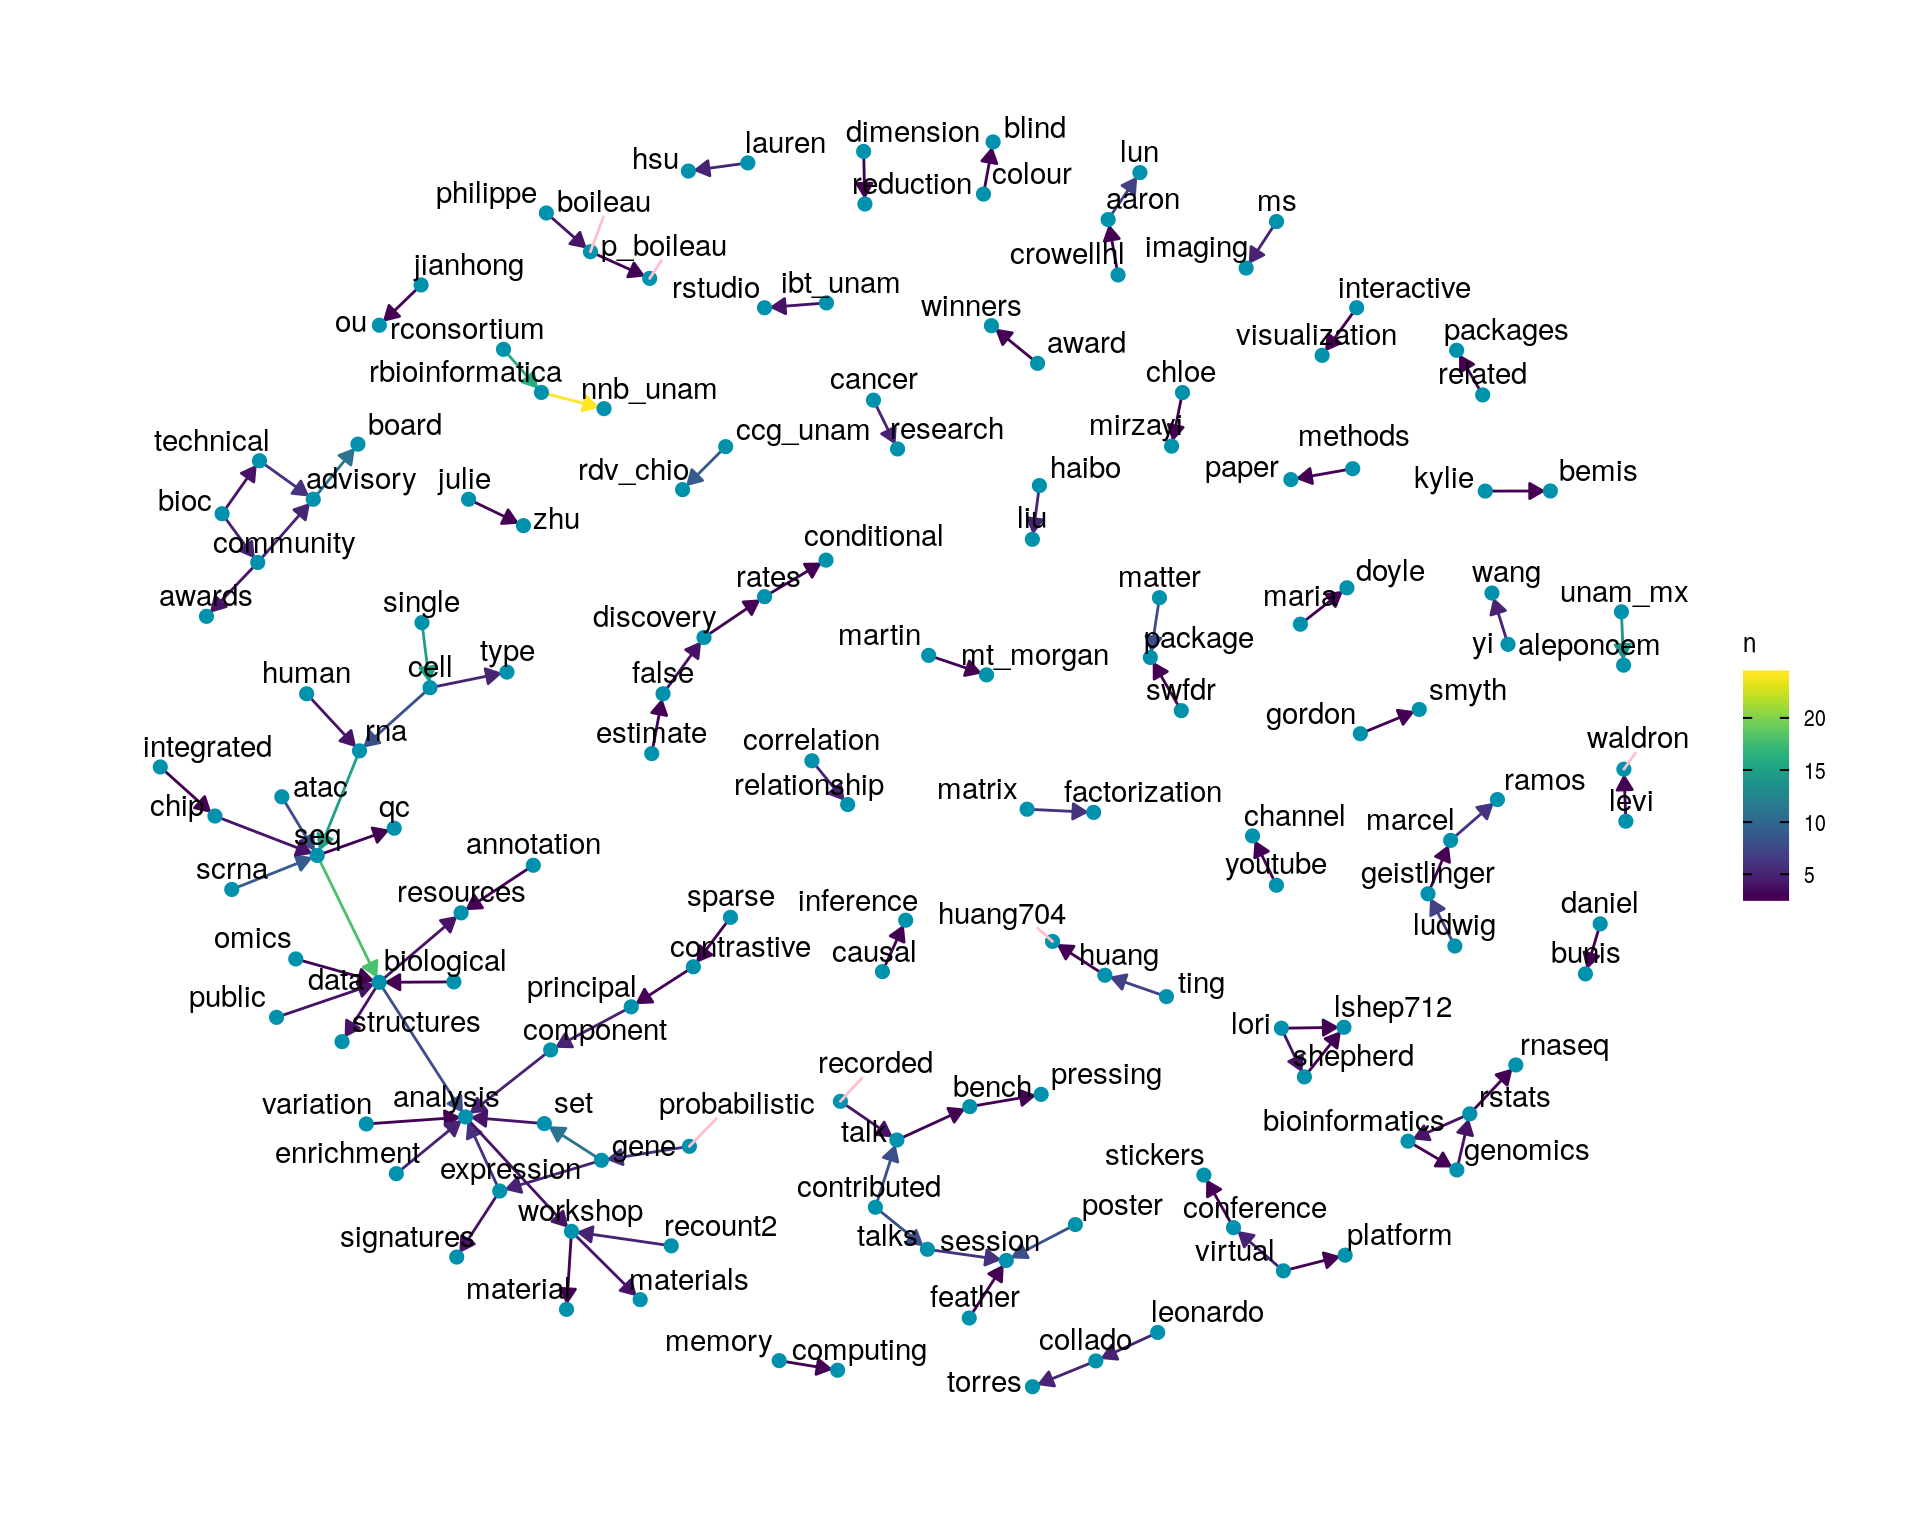 blind
dimension
lauren
hsu
lun
reduction
colour
philippe
boileau
aaron
ms
p_boileau
crowellhl
imaging
jianhong
rstudio
ibt_unam
interactive
winners
ou
rconsortium
award
visualization
packages
rbioinformatica
nnb_unam
cancer
chloe
related
technical
board
ccg_unam
research
mirzayi
methods
bioc
advisory
julie
rdv_chio
haibo
paper
kylie
bemis
zhu
liu
community
conditional
awards
single
rates
matter
maria
doyle
wang
unam_mx
discovery
martin
package
yi
aleponcem
n
human
cell
type
false
mt_morgan
swfdr
smyth
gordon
20
integrated
rna
estimate
correlation
waldron
15
chip
atac
qc
relationship
matrix
factorization
ramos
levi
channel
marcel
10
seq
annotation
scrna
resources
sparse
inference
huang704
youtube
geistlinger
5
omics
contrastive
causal
huang
ludwig
daniel
data
biological
bunis
public
principal
ting
structures
component
lori
lshep712
recorded
shepherd
rnaseq
variation
analysis
set
probabilistic
bench
pressing
rstats
enrichment
gene
talk
bioinformatics
genomics
expression
contributed
stickers
signatures
workshop
recount2
talks
session
poster
conference
virtual
platform
material
materials
feather
memory
computing
collado
leonardo
torres